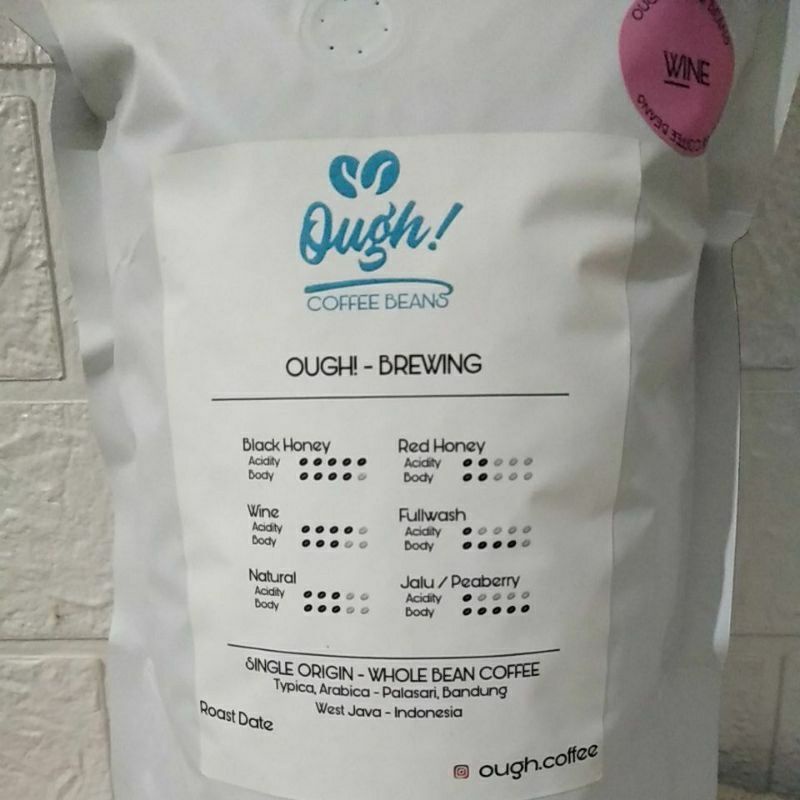 WINE
COFFEE BEANS
Ough!
COFFEE BEANS
OUGH! - BREWING
Black Honey
Acidity
Body
Red Honey
Acidity
Body
Wine
Acidity
Body
Fullwash
Acidity
Body
Natural
Acidity
Body
Jalu / Peaberry
Acidity
Body
SINGLE ORIGIN - WHOLE BEAN COFFEE
Typica, Arabica - Palasari, Bandung
West Java - Indonesia
Roast Date
ough.coffee